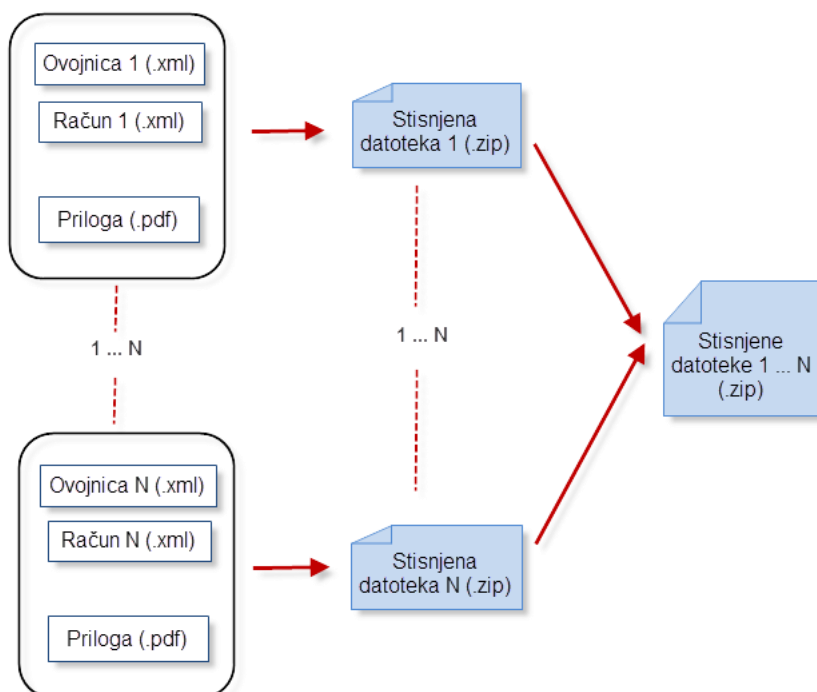 Ovojnica 1 (.xml)
Račun 1 (.xml)
Priloga (.pdf)
Stisnjena
datoteka 1 (.zip)
1 ... N
1 ... N
Stisnjene
datoteke 1 ... N
(.zip)
Ovojnica N (.xml)
Račun N (.xml)
Priloga (.pdf)
Stisnjena
datoteka N (.zip)